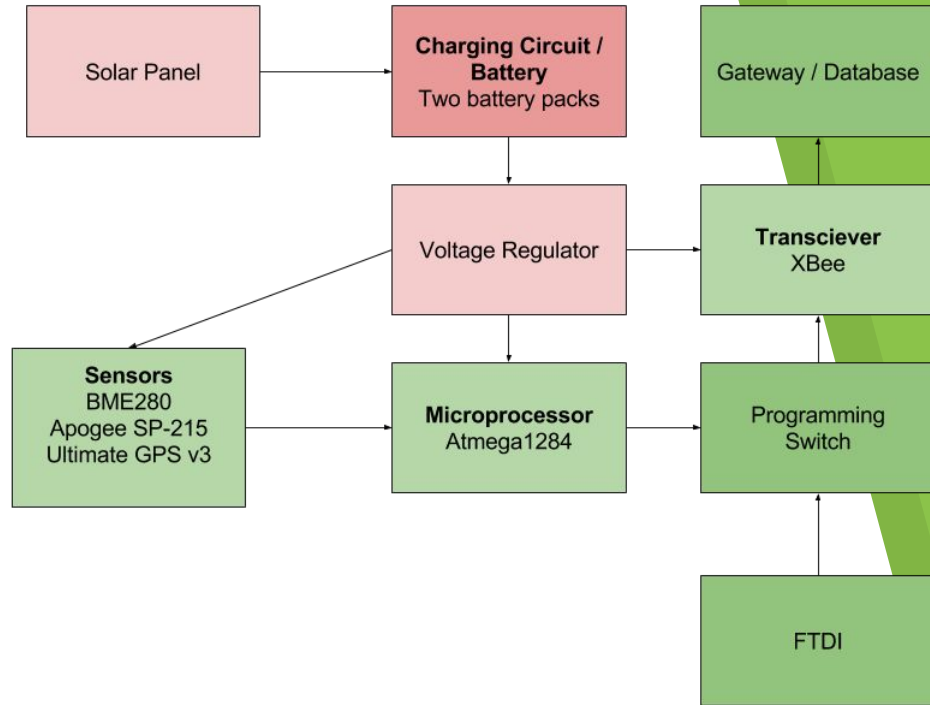 Solar Panel
Charging Circuit /
Battery
Two battery packs
Gateway / Database
Voltage Regulator
Transciever
XBee
Sensors
BME280
Apogee SP-215
Ultimate GPS v3
Microprocessor
Atmega1284
Programming
Switch
FTDI